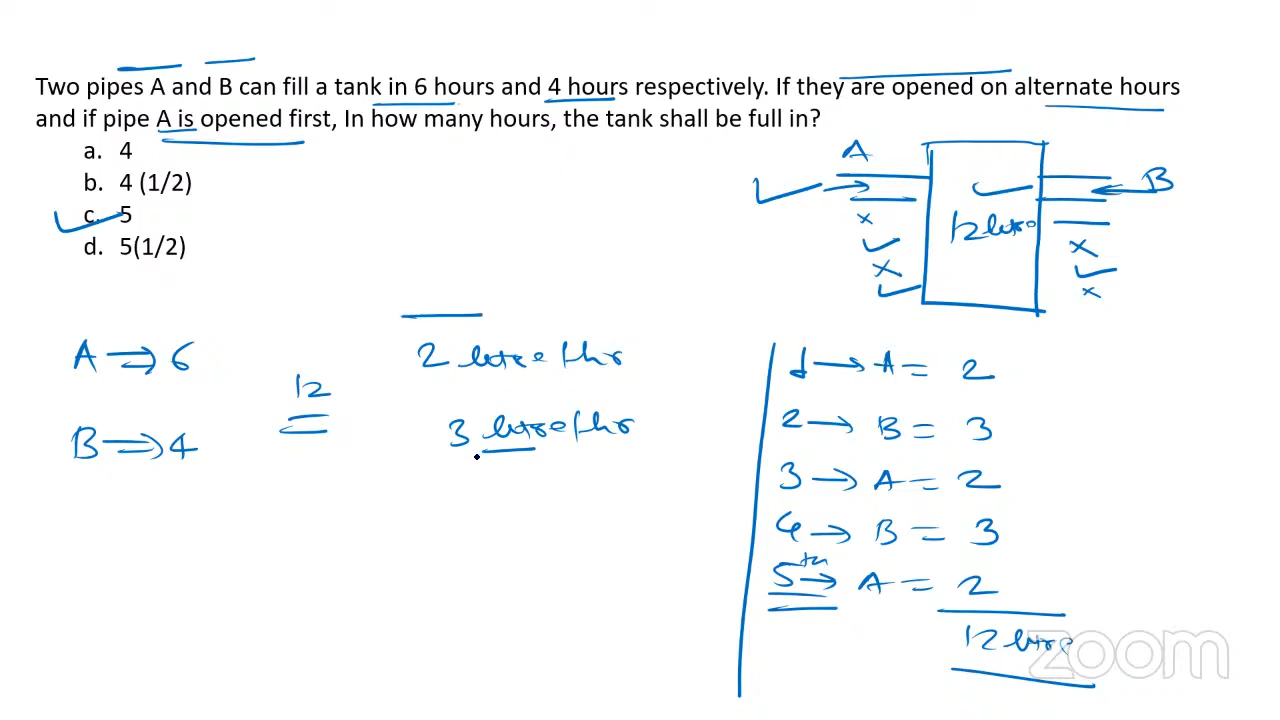 Two pipes A and B can fill a tank in 6 hours and 4 hours respectively. If they are opened on alternate hours
and if pipe A is opened first, In how many hours, the tank shall be full in?
a. 4
b. 4 (1/2)
c. 5
d. 5(1/2)
A
B
12 litre
A → 6
12
2 litre/hr
B → 4
3 litre/hr
1 → A = 2
2 → B = 3
3 → A = 2
4 → B = 3
5th → A = 2
12 litre
zoom